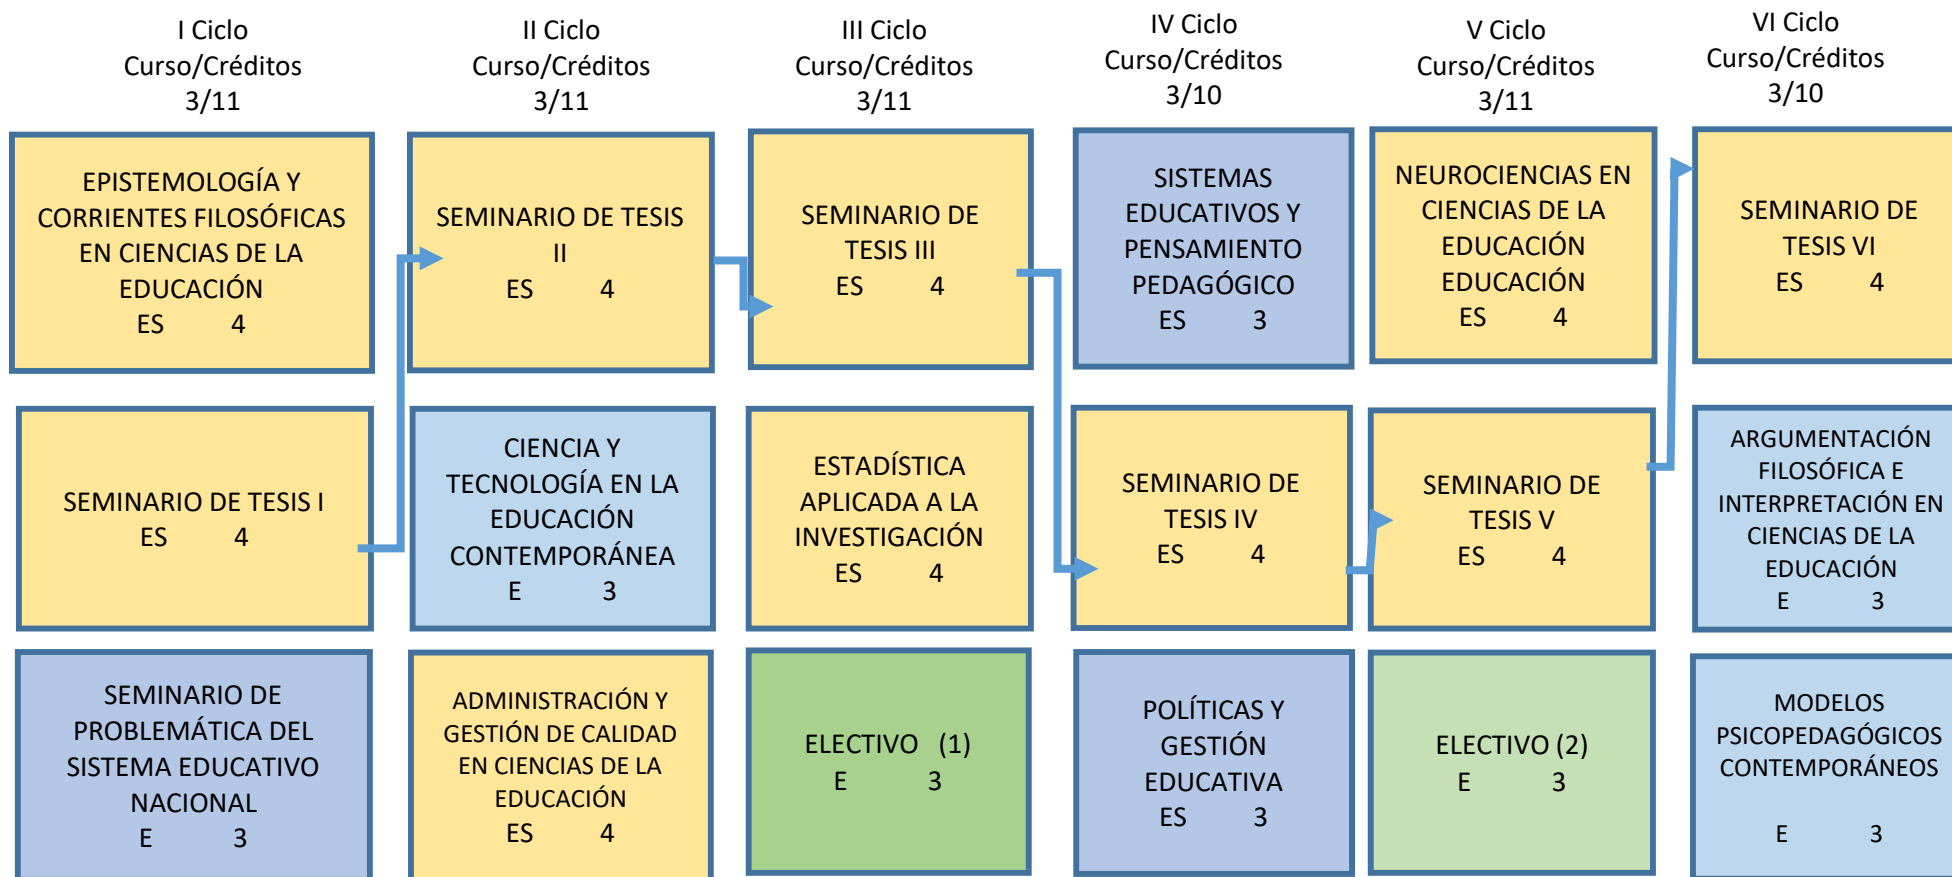 I Ciclo
Curso/Créditos
3/11
II Ciclo
Curso/Créditos
3/11
III Ciclo
Curso/Créditos
3/11
IV Ciclo
Curso/Créditos
3/10
V Ciclo
Curso/Créditos
3/11
VI Ciclo
Curso/Créditos
3/10
EPISTEMOLOGÍA Y
CORRIENTES FILOSÓFICAS
EN CIENCIAS DE LA
EDUCACIÓN
ES 4
SEMINARIO DE TESIS
II
ES 4
SEMINARIO DE
TESIS III
ES 4
SISTEMAS
EDUCATIVOS Y
PENSAMIENTO
PEDAGÓGICO
ES 3
NEUROCIENCIAS EN
CIENCIAS DE LA
EDUCACIÓN
EDUCACIÓN
ES 4
SEMINARIO DE
TESIS VI
ES 4
SEMINARIO DE TESIS I
ES 4
CIENCIA Y
TECNOLOGÍA EN LA
EDUCACIÓN
CONTEMPORÁNEA
E 3
ESTADÍSTICA
APLICADA A LA
INVESTIGACIÓN
ES 4
SEMINARIO DE
TESIS IV
ES 4
SEMINARIO DE
TESIS V
ES 4
ARGUMENTACIÓN
FILOSÓFICA E
INTERPRETACIÓN EN
CIENCIAS DE LA
EDUCACIÓN
E 3
SEMINARIO DE
PROBLEMÁTICA DEL
SISTEMA EDUCATIVO
NACIONAL
E 3
ADMINISTRACIÓN Y
GESTIÓN DE CALIDAD
EN CIENCIAS DE LA
EDUCACIÓN
ES 4
ELECTIVO (1)
E 3
POLÍTICAS Y
GESTIÓN
EDUCATIVA
ES 3
ELECTIVO (2)
E 3
MODELOS
PSICOPEDAGÓGICOS
CONTEMPORÁNEOS
E 3